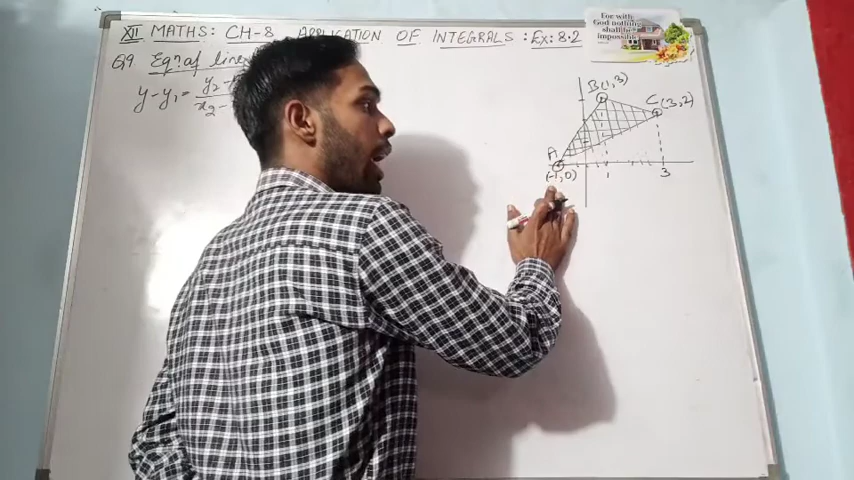 XII MATHS: CH-8 APPLICATION OF INTEGRALS: Ex: 8.2
For with
God nothing
shall be
impossible
Q9 Eqn of line
y-y₁ = y₂-
x₂-
B(1,3)
C(3,2)
A
(-1,0)
1
3